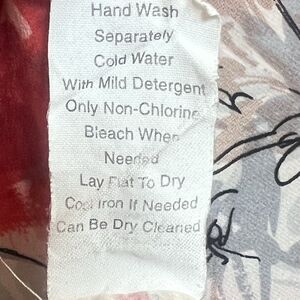 Hand Wash
Separately
Cold Water
With Mild Detergent
Only Non-Chlorine
Bleach When
Needed
Lay Flat To Dry
Cool Iron If Needed
Can Be Dry Cleaned